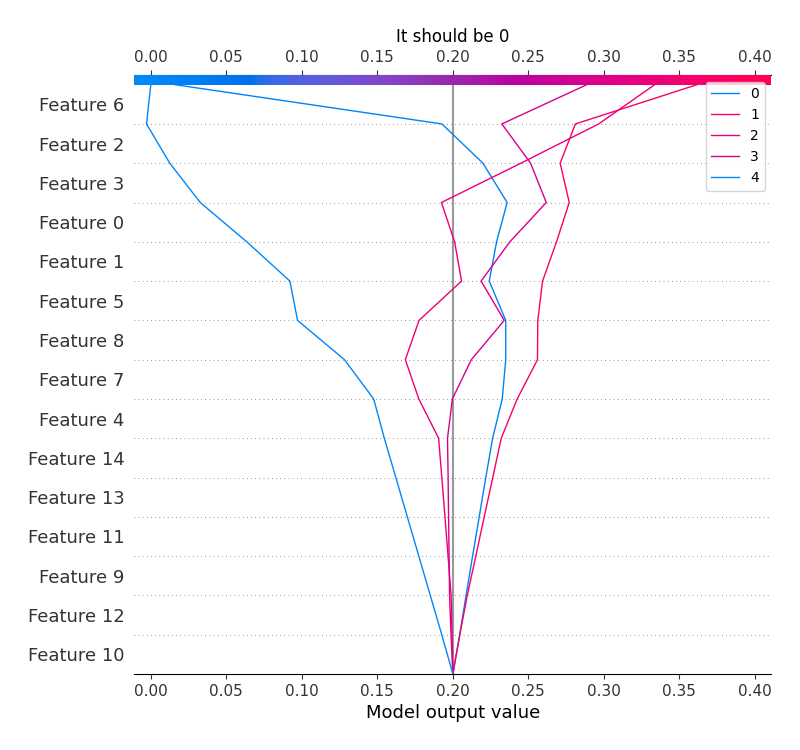 It should be 0
0.00 0.05 0.10 0.15 0.20 0.25 0.30 0.35 0.40
0
1
2
3
4
Feature 6
Feature 2
Feature 3
Feature 0
Feature 1
Feature 5
Feature 8
Feature 7
Feature 4
Feature 14
Feature 13
Feature 11
Feature 9
Feature 12
Feature 10
0.00 0.05 0.10 0.15 0.20 0.25 0.30 0.35 0.40
Model output value